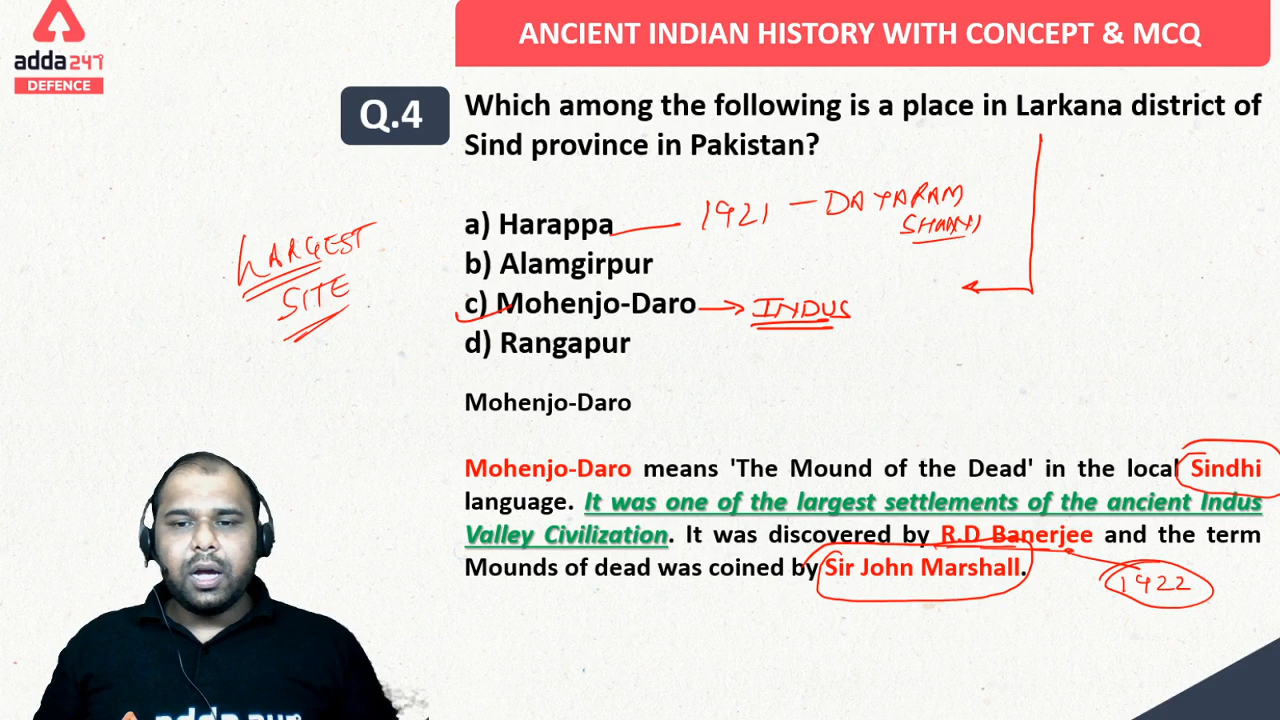 adda247
DEFENCE
ANCIENT INDIAN HISTORY WITH CONCEPT & MCQ
Q.4
Which among the following is a place in Larkana district of
Sind province in Pakistan?
a) Harappa
1921 - DAYARAM
SHAHNI
b) Alamgirpur
c) Mohenjo-Daro → INDUS
d) Rangapur
LARGEST
SITE
Mohenjo-Daro
Mohenjo-Daro means 'The Mound of the Dead' in the local Sindhi
language. It was one of the largest settlements of the ancient Indus
Valley Civilization. It was discovered by R.D Banerjee and the term
Mounds of dead was coined by Sir John Marshall.
1922
adda247